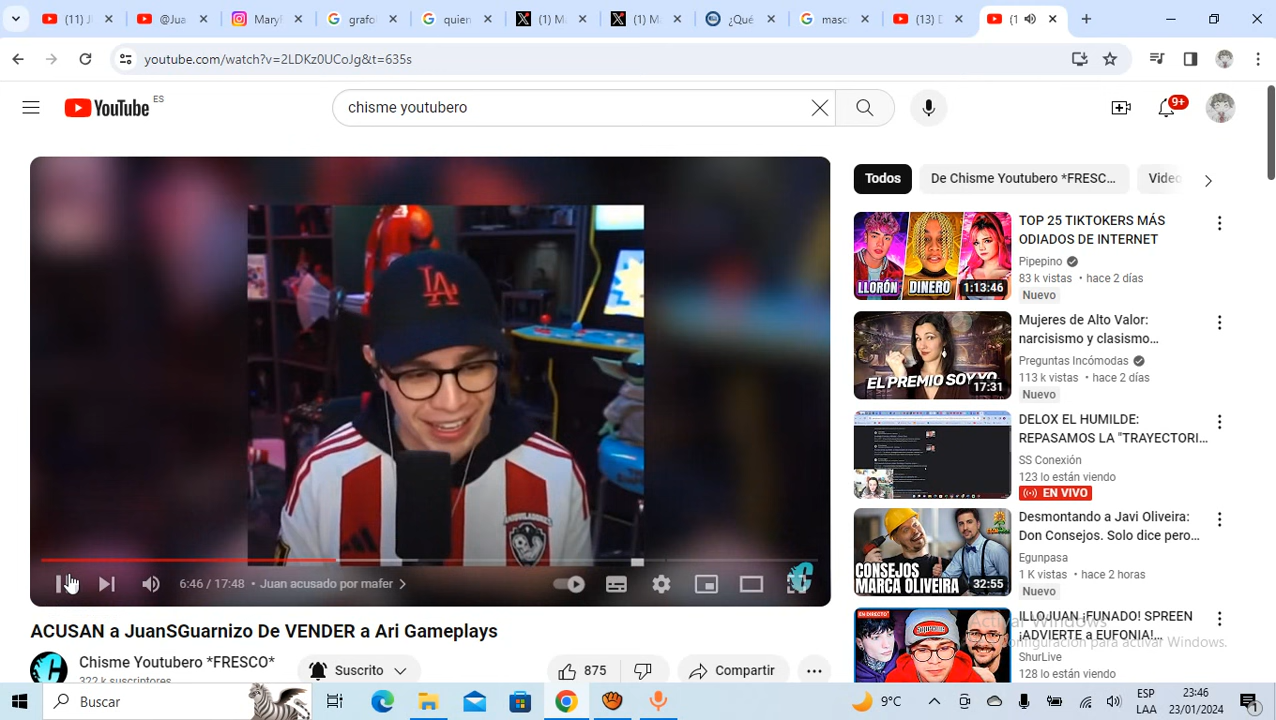 (11)
@Jua
Mary
grafo
quien
(1) M
(1) M
¿Qui
masc
(13) D
(1
youtube.com/watch?v=2LDKz0UCoJg&t=635s
YouTube ES
chisme youtubero
9+
LA
6:46 / 17:48 • Juan acusado por mafer
ACUSAN a JuanSGuarnizo De VENDER a Ari Gameplays
Chisme Youtubero *FRESCO*
322 k suscriptores
Suscrito
875
Compartir
Todos
De Chisme Youtubero *FRESC...
Video
LLORÓN
DINERO
1:13:46
TOP 25 TIKTOKERS MÁS
ODIADOS DE INTERNET
Pipepino
83 k vistas • hace 2 días
Nuevo
EL PREMIO SOY YO
17:31
Mujeres de Alto Valor:
narcisismo y clasismo...
Preguntas Incómodas
113 k vistas • hace 2 días
Nuevo
DELOX EL HUMILDE:
REPASAMOS LA "TRAYECTORI...
SS Conexión
123 lo están viendo
EN VIVO
CONSEJOS
MARCA OLIVEIRA
32:55
Desmontando a Javi Oliveira:
Don Consejos. Solo dice pero...
Egunpasa
1 K vistas • hace 2 horas
Nuevo
EN DIRECTO
ILLOJUAN ¡FUNADO! SPREEN
¡ADVIERTE a EUFONIA!...
ShurLive
128 lo están viendo
Activar Windows
Configuración para activar Windows.
Buscar
9°C
ESP
LAA
23:46
23/01/2024
1